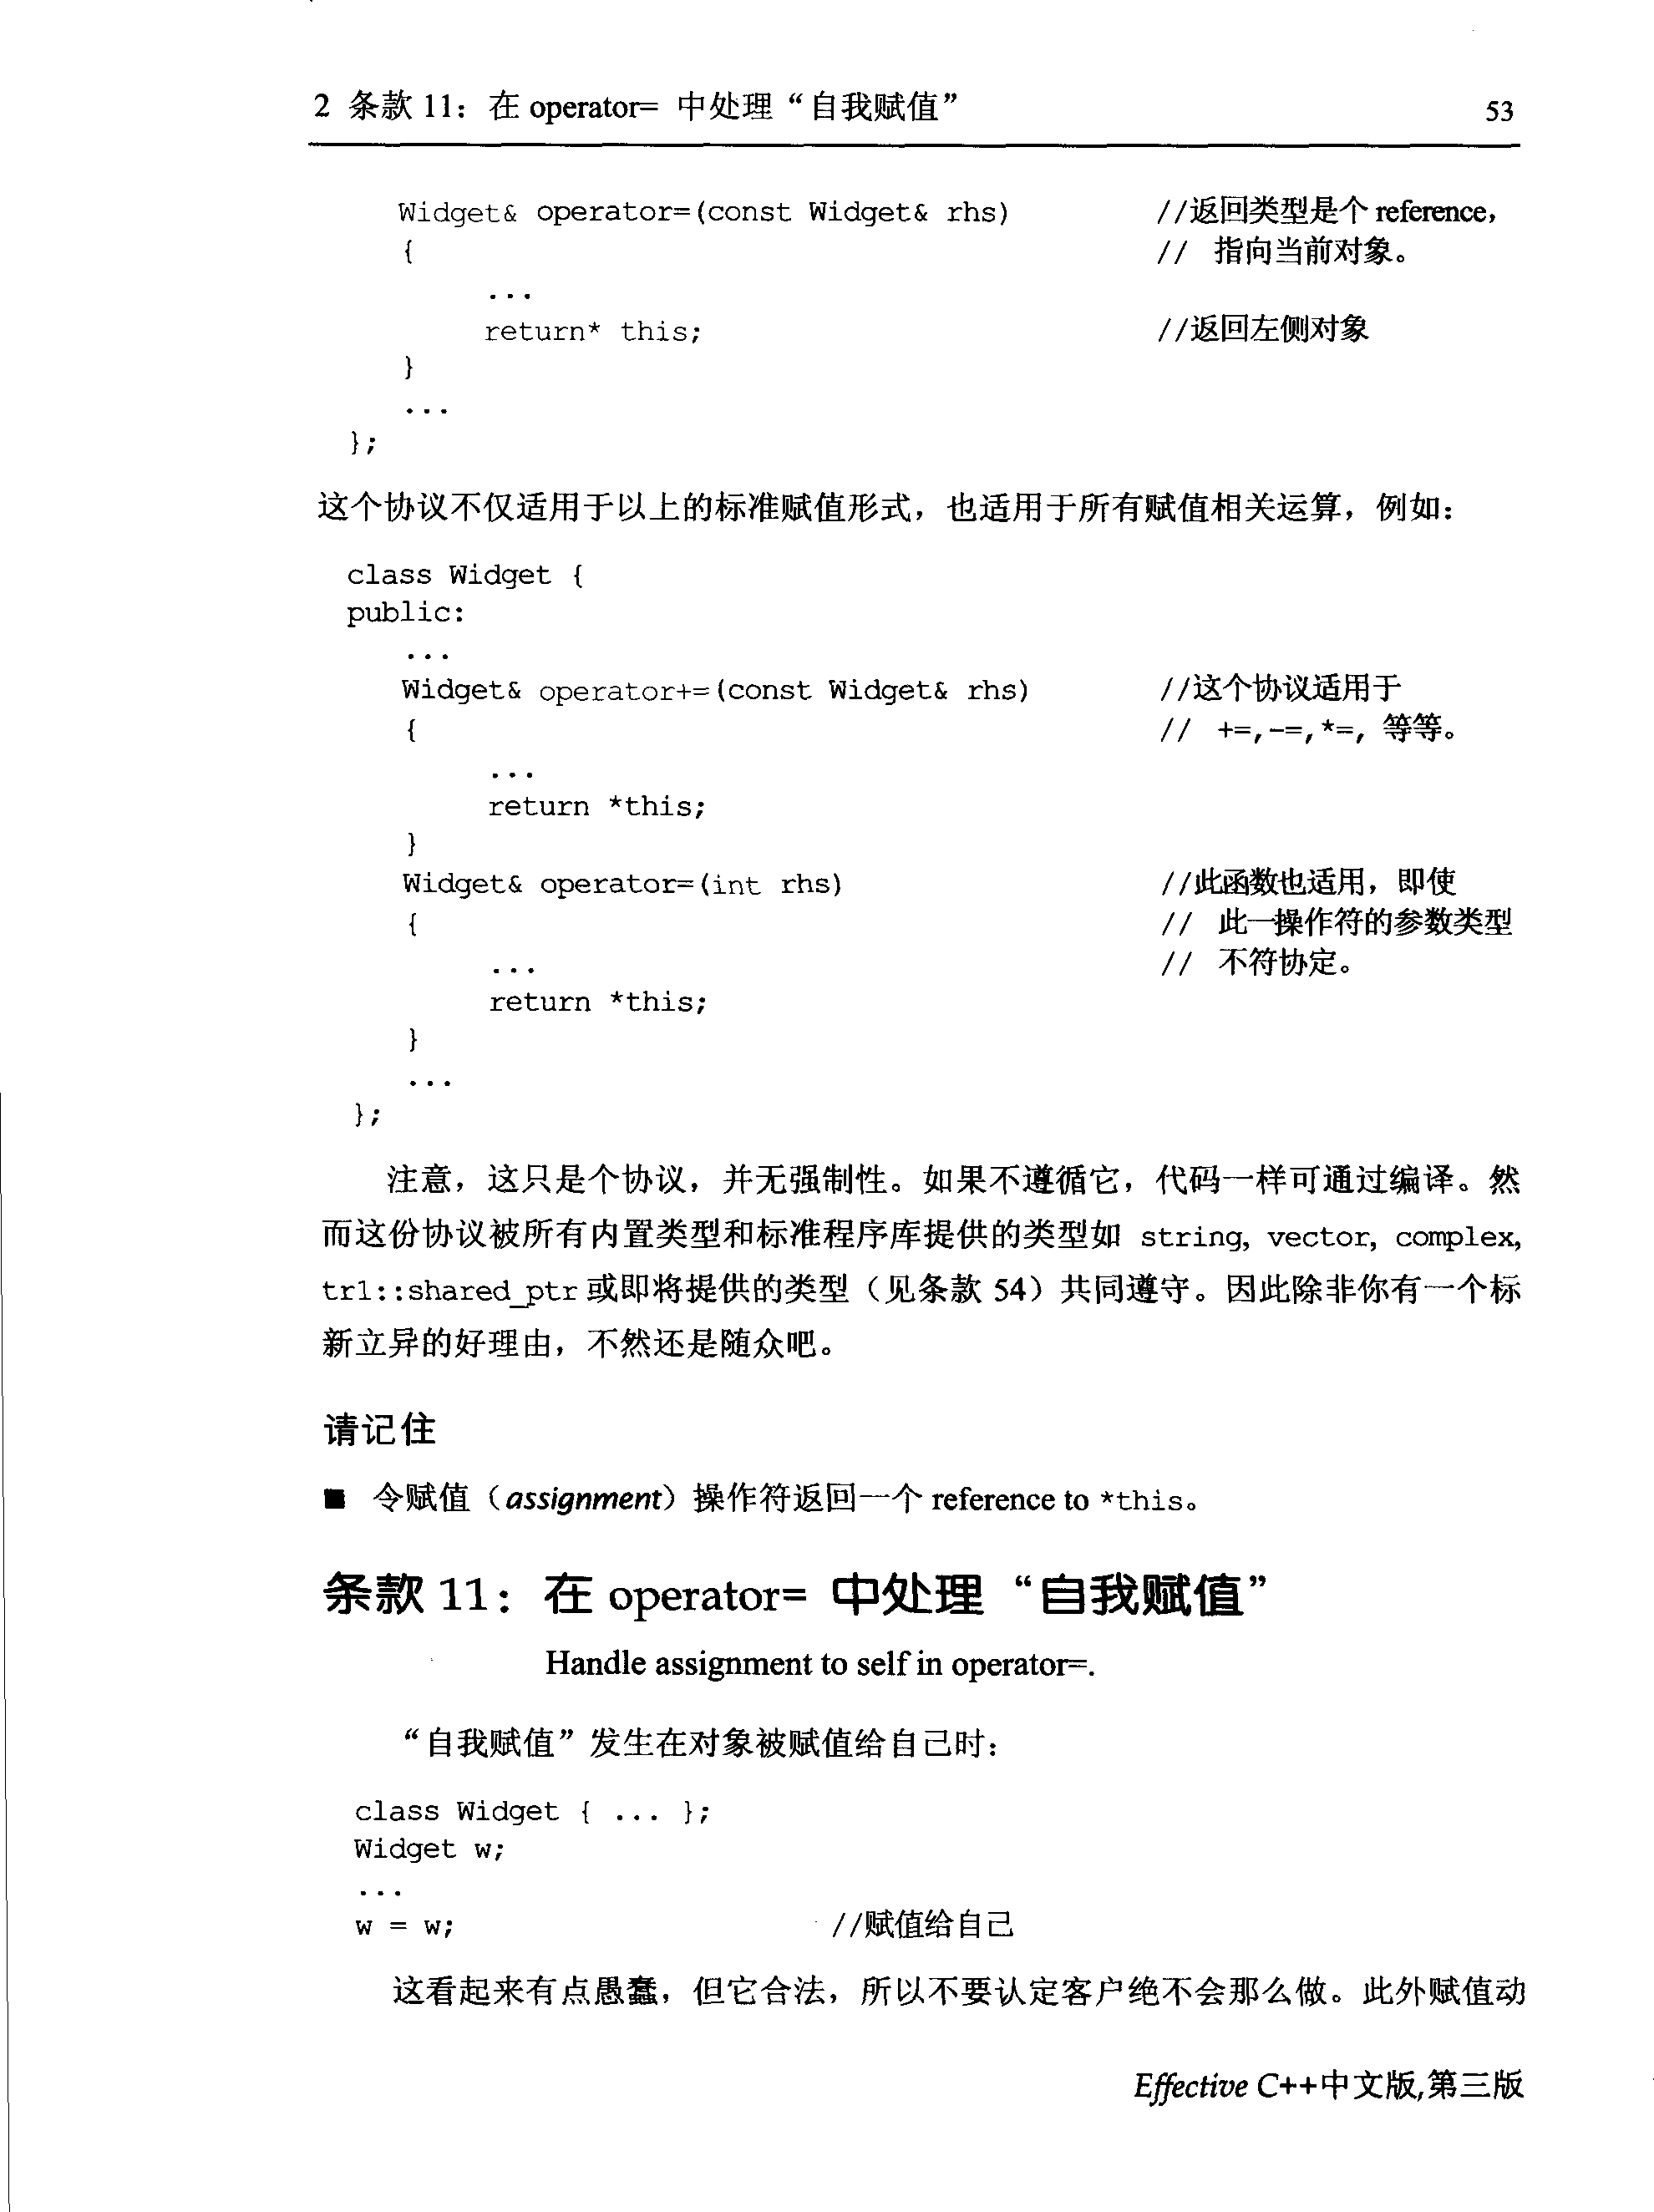 2 条款 11：在 operator= 中处理“自我赋值” 53
Widget& operator=(const Widget& rhs) //返回类型是个 reference，
{ // 指向当前对象。
...
return* this; //返回左侧对象
}
...
};
这个协议不仅适用于以上的标准赋值形式，也适用于所有赋值相关运算，例如：
class Widget {
public:
...
Widget& operator+=(const Widget& rhs) //这个协议适用于
{ // +=,-=,*=, 等等。
...
return *this;
}
Widget& operator=(int rhs) //此函数也适用，即使
{ // 此一操作符的参数类型
... // 不符协定。
return *this;
}
...
};
注意，这只是个协议，并无强制性。如果不遵循它，代码一样可通过编译。然
而这份协议被所有内置类型和标准程序库提供的类型如 string, vector, complex,
tr1::shared_ptr 或即将提供的类型（见条款 54）共同遵守。因此除非你有一个标
新立异的好理由，不然还是随众吧。
请记住
■ 令赋值（assignment）操作符返回一个 reference to *this。
条款 11：在 operator= 中处理“自我赋值”
Handle assignment to self in operator=.
“自我赋值”发生在对象被赋值给自己时：
class Widget { ... };
Widget w;
...
w = w; //赋值给自己
这看起来有点愚蠢，但它合法，所以不要认定客户绝不会那么做。此外赋值动
Effective C++中文版,第三版